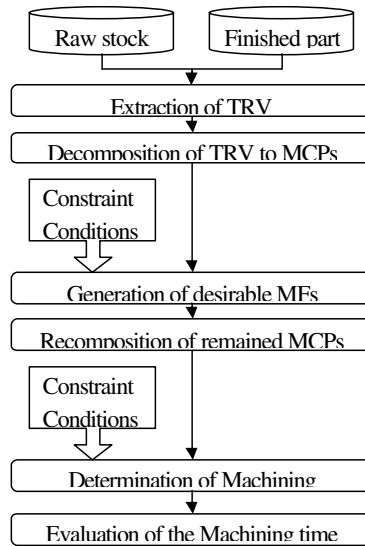 Raw stock
Finished part
Extraction of TRV
Decomposition of TRV to MCPs
Constraint
Conditions
Generation of desirable MFs
Recomposition of remained MCPs
Constraint
Conditions
Determination of Machining
Evaluation of the Machining time